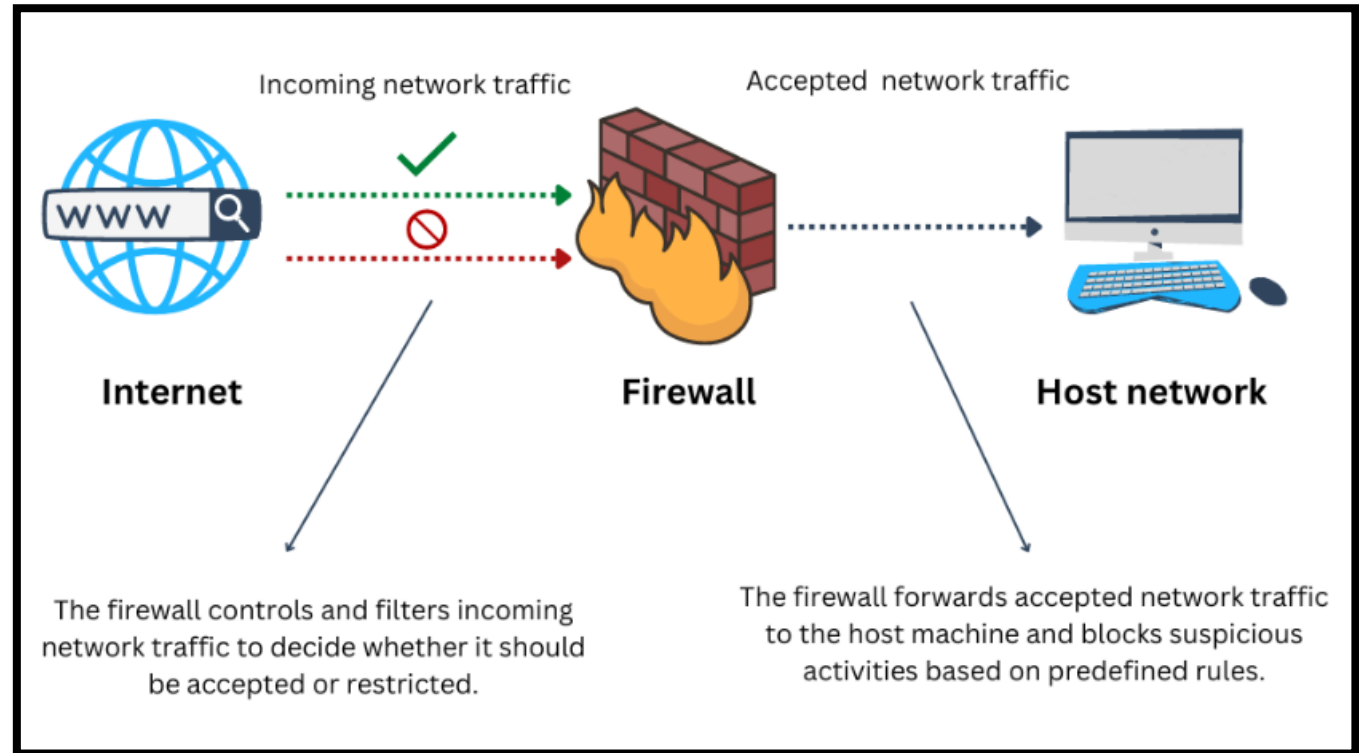 Incoming network traffic
Accepted network traffic
WWW
Internet
Firewall
Host network
The firewall controls and filters incoming
network traffic to decide whether it should
be accepted or restricted.
The firewall forwards accepted network traffic
to the host machine and blocks suspicious
activities based on predefined rules.